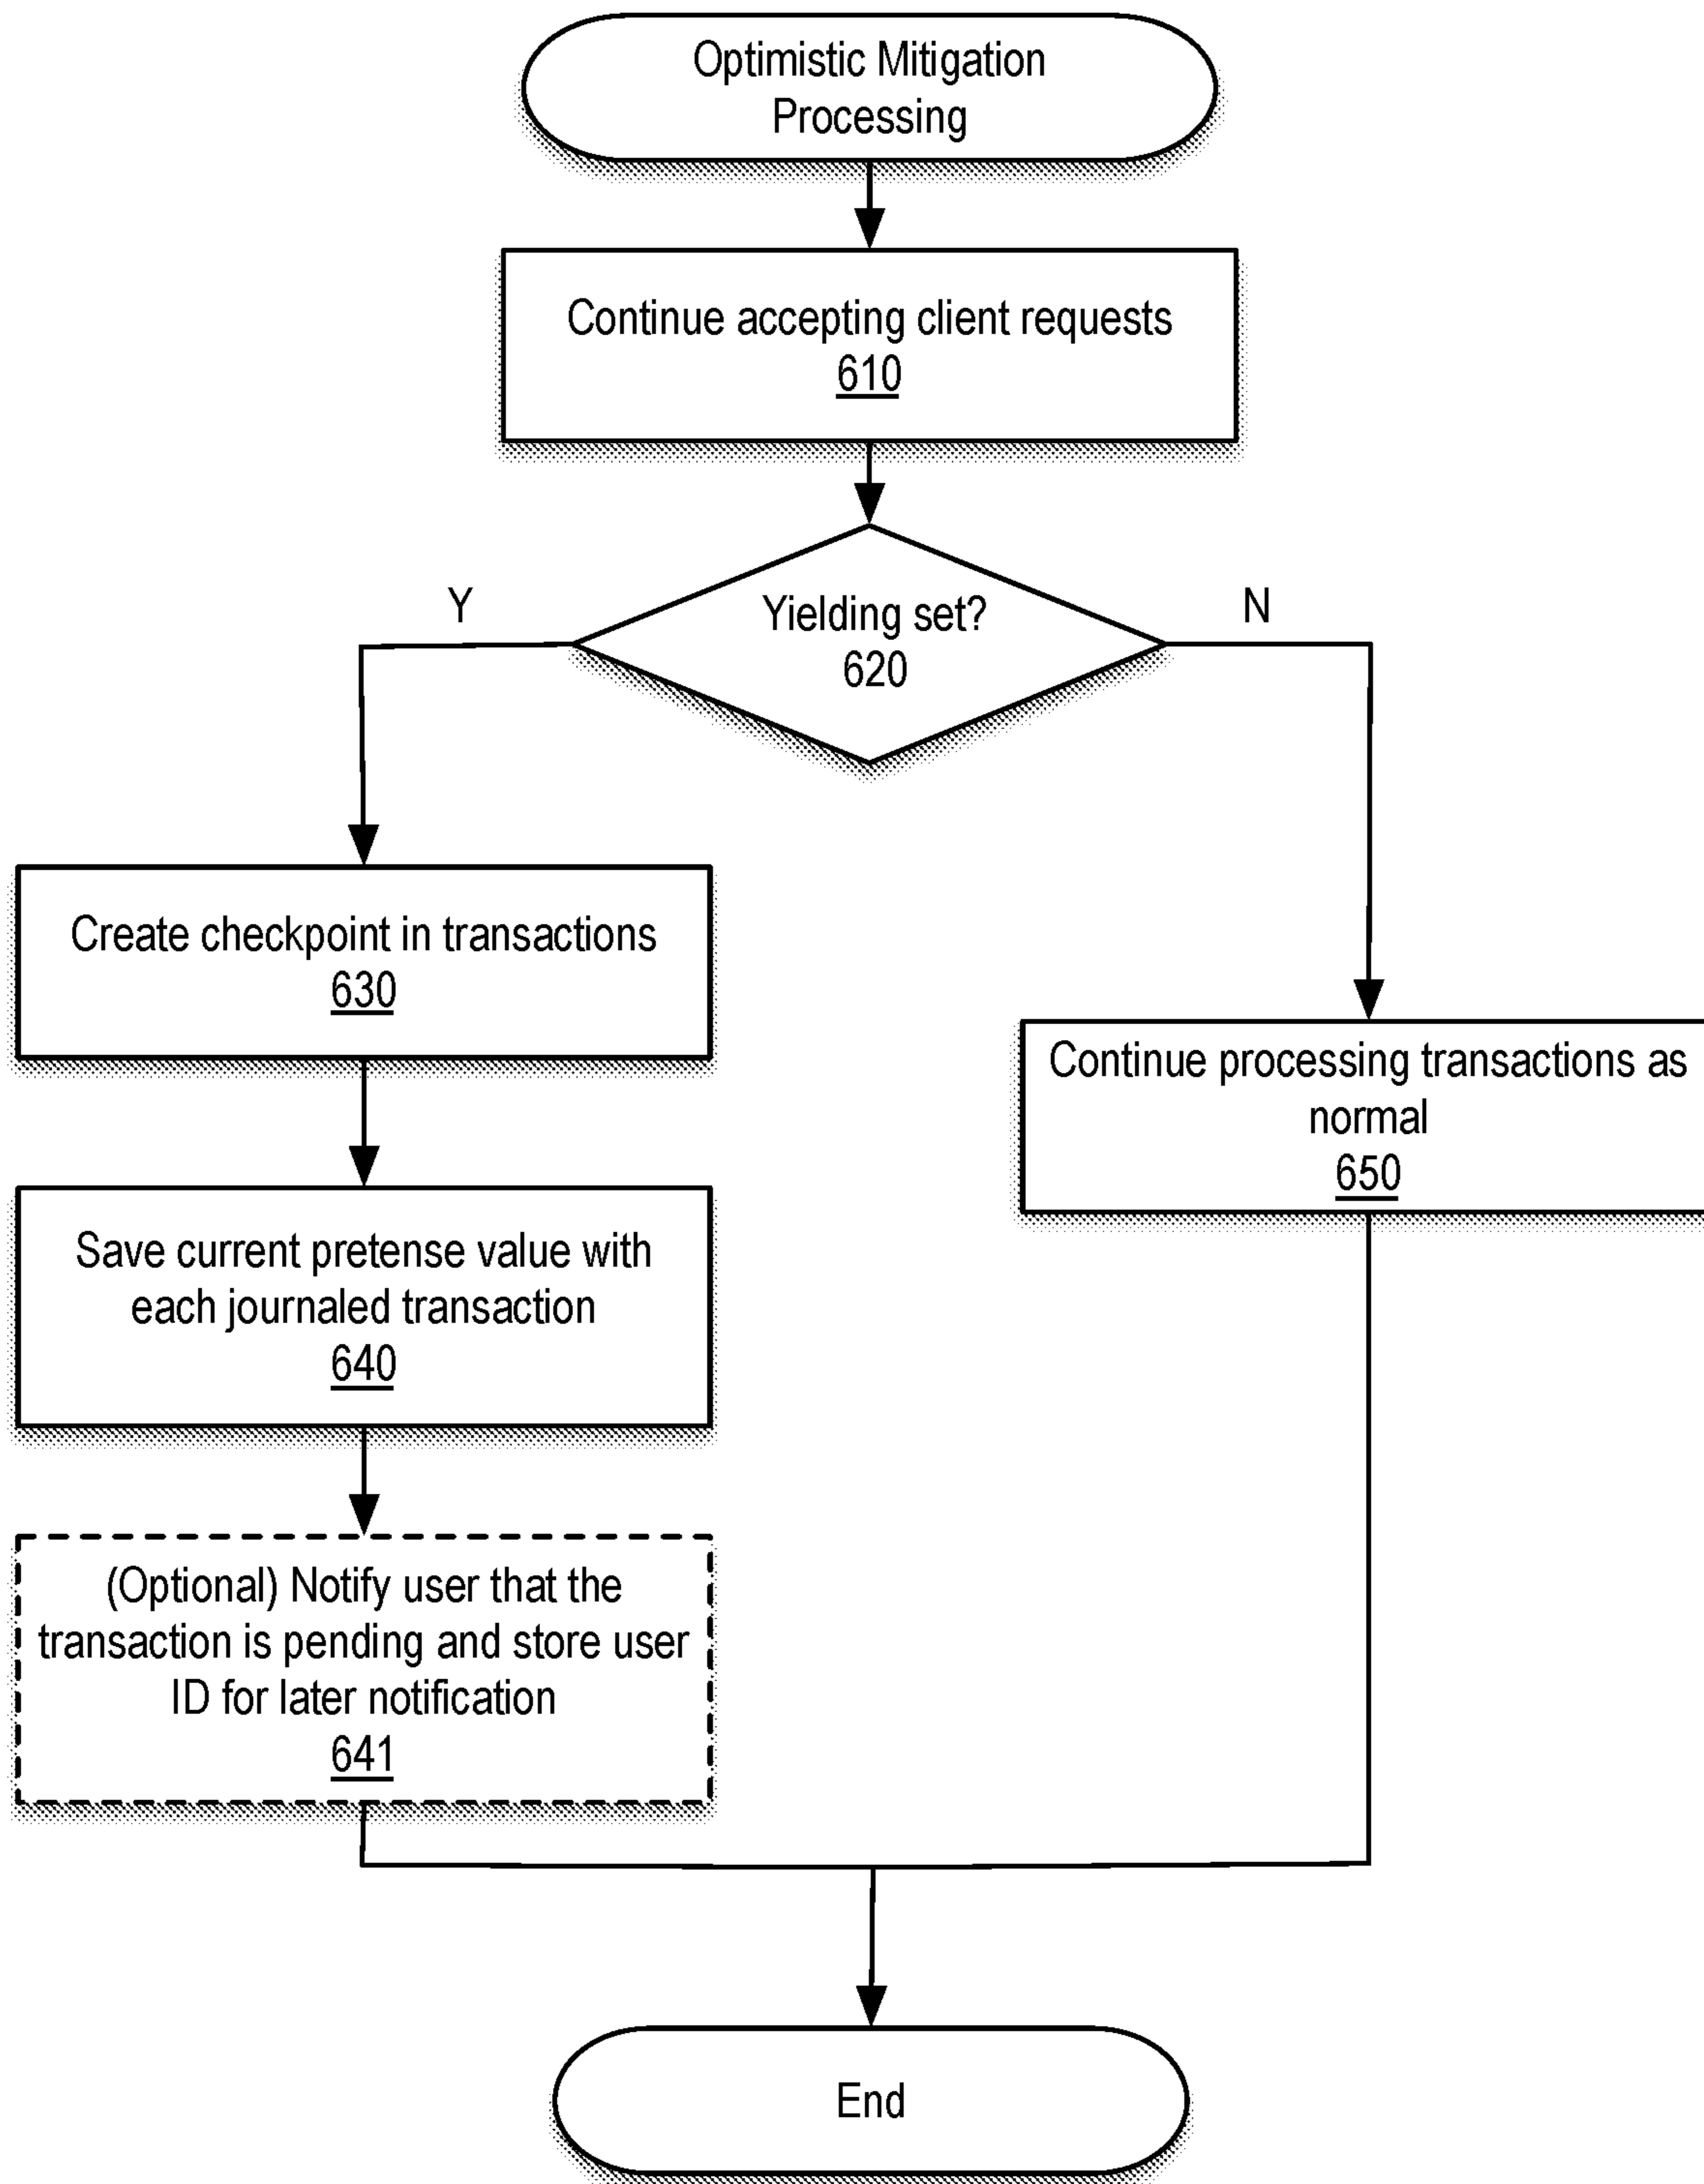 Optimistic Mitigation
Processing
Continue accepting client requests
610
Y
Yielding set?
620
N
Create checkpoint in transactions
630
Continue processing transactions as
normal
650
Save current pretense value with
each journaled transaction
640
(Optional) Notify user that the
transaction is pending and store user
ID for later notification
641
End